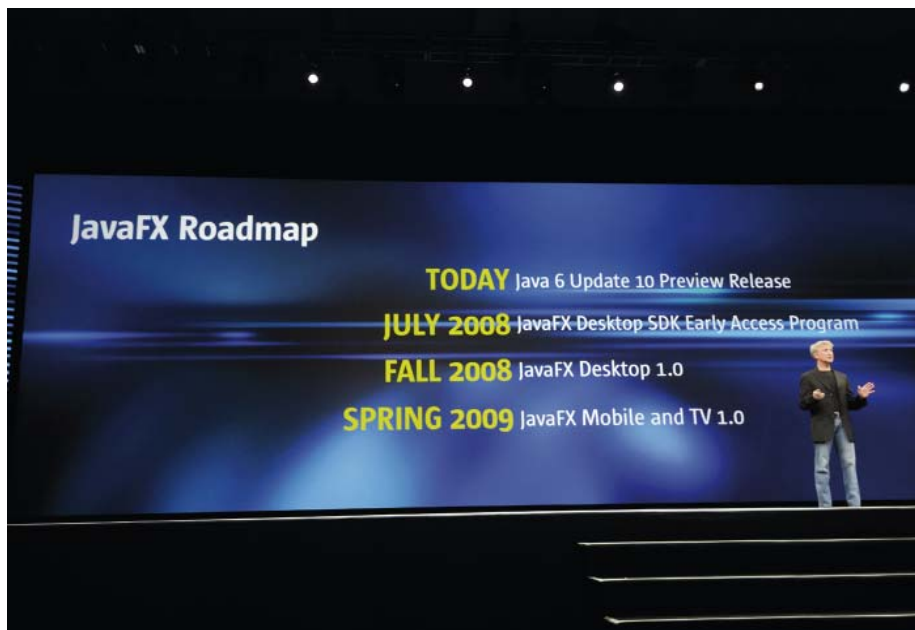 JavaFX Roadmap
TODAY Java 6 Update 10 Preview Release
JULY 2008 JavaFX Desktop SDK Early Access Program
FALL 2008 JavaFX Desktop 1.0
SPRING 2009 JavaFX Mobile and TV 1.0